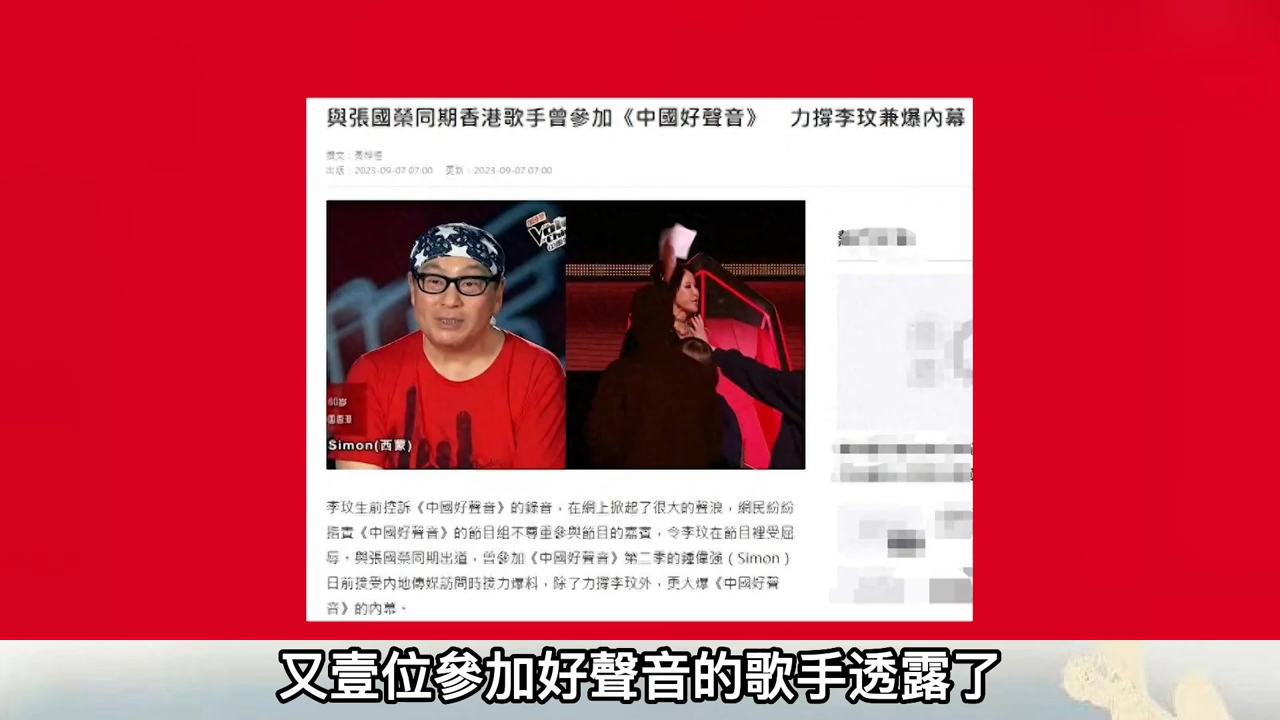 與張國榮同期香港歌手曾參加《中國好聲音》 力撐李玟兼爆內幕
出版：2023-09-07 07:00 更新：2023-09-07 07:00
60岁
Simon(西蒙)
李玟生前控訴《中國好聲音》的錄音，在網上掀起了很大的聲浪，網民紛紛
指責《中國好聲音》的節目組不尊重參與節目的嘉賓，令李玟在節目裡受屈
辱。與張國榮同期出道，曾參加《中國好聲音》第二季的鍾偉強（Simon）
日前接受內地傳媒訪問時接力爆料，除了力撐李玟外，更大爆《中國好聲
音》的內幕。
又壹位參加好聲音的歌手透露了